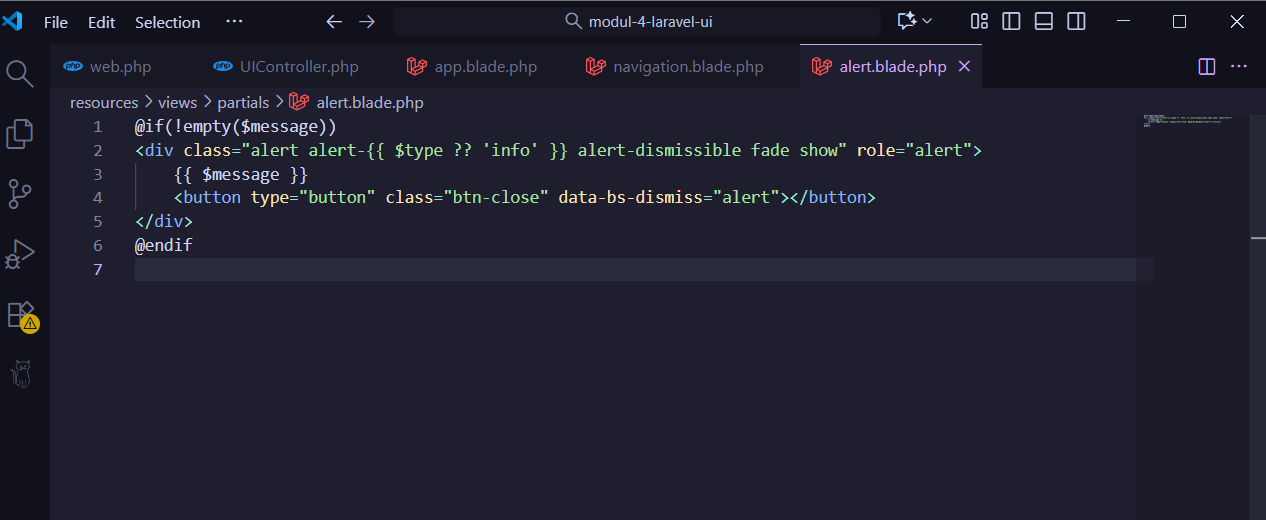 File Edit Selection ··· modul-4-laravel-ui
php web.php php UIController.php app.blade.php navigation.blade.php alert.blade.php
resources > views > partials > alert.blade.php
1 @if(!empty($message))
2 <div class="alert alert-{{ $type ?? 'info' }} alert-dismissible fade show" role="alert">
3     {{ $message }}
4     <button type="button" class="btn-close" data-bs-dismiss="alert"></button>
5 </div>
6 @endif
7